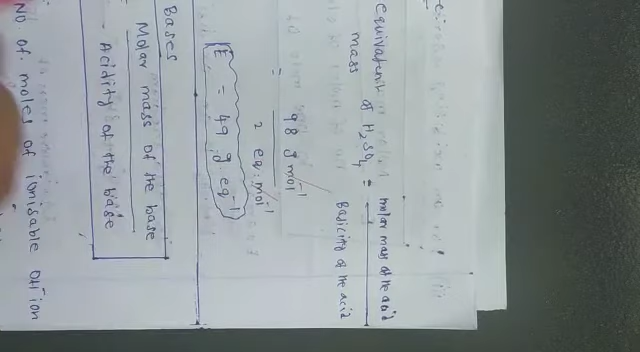 equivalent of H₂SO₄ = molar mass of the acid
mass Basicity of the acid
= 98 g mol⁻¹
2 eq. mol⁻¹
E = 49 g eq⁻¹
Bases
Molar mass of the base
Acidity of the base
No. of. moles of ionisable OH⁻ ion